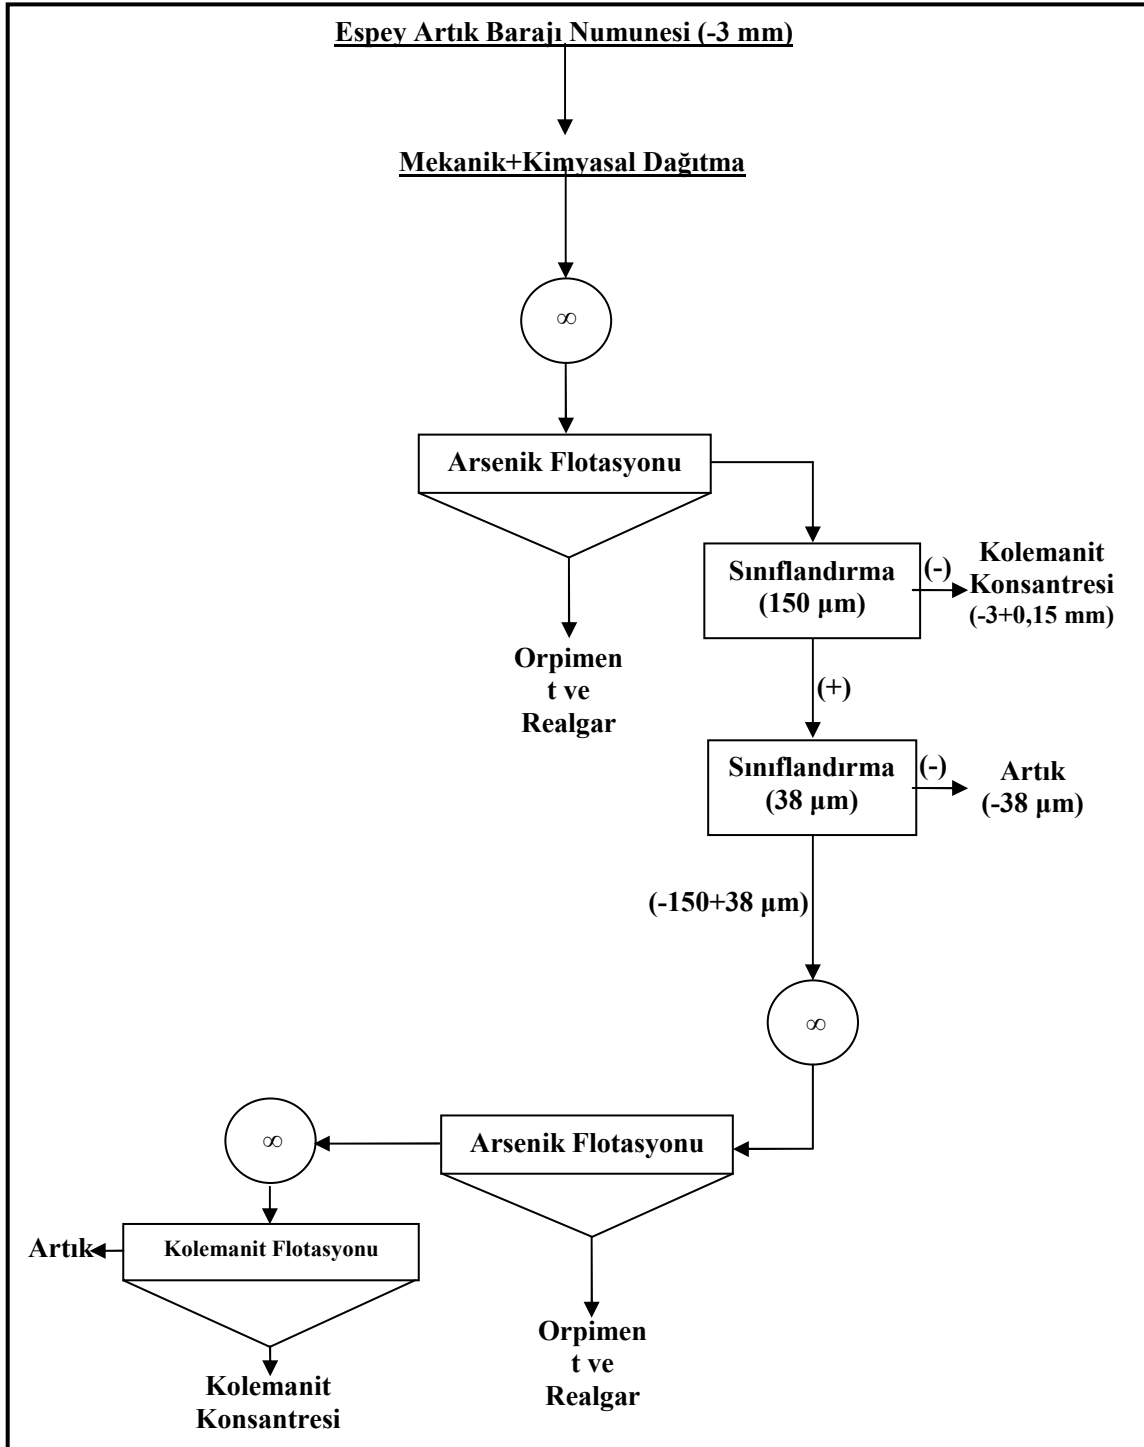 Espey Artık Barajı Numunesi (-3 mm)
Mekanik+Kimyasal Dağıtma
∞
Arsenik Flotasyonu
Orpimen
t ve
Realgar
Sınıflandırma
(150 µm)
(-)
Kolemanit
Konsantresi
(-3+0,15 mm)
(+)
Sınıflandırma
(38 µm)
(-)
Artık
(-38 µm)
(-150+38 µm)
∞
Arsenik Flotasyonu
Orpimen
t ve
Realgar
∞
Kolemanit Flotasyonu
Artık
Kolemanit
Konsantresi